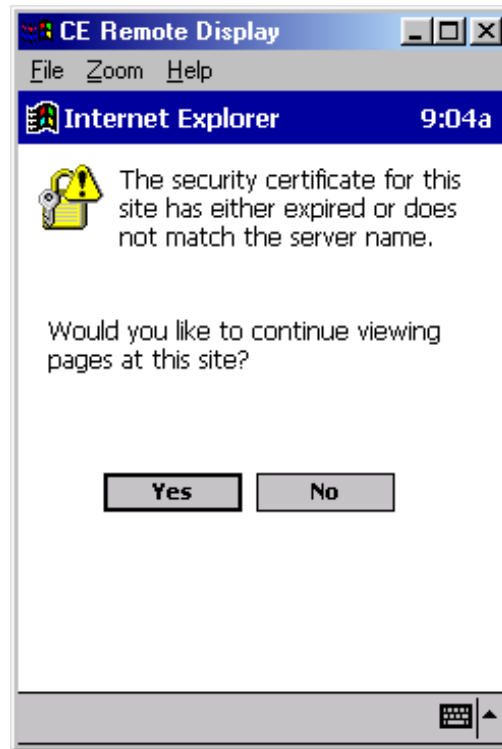 CE Remote Display
File Zoom Help
Internet Explorer 9:04a
The security certificate for this
site has either expired or does
not match the server name.
Would you like to continue viewing
pages at this site?
Yes No